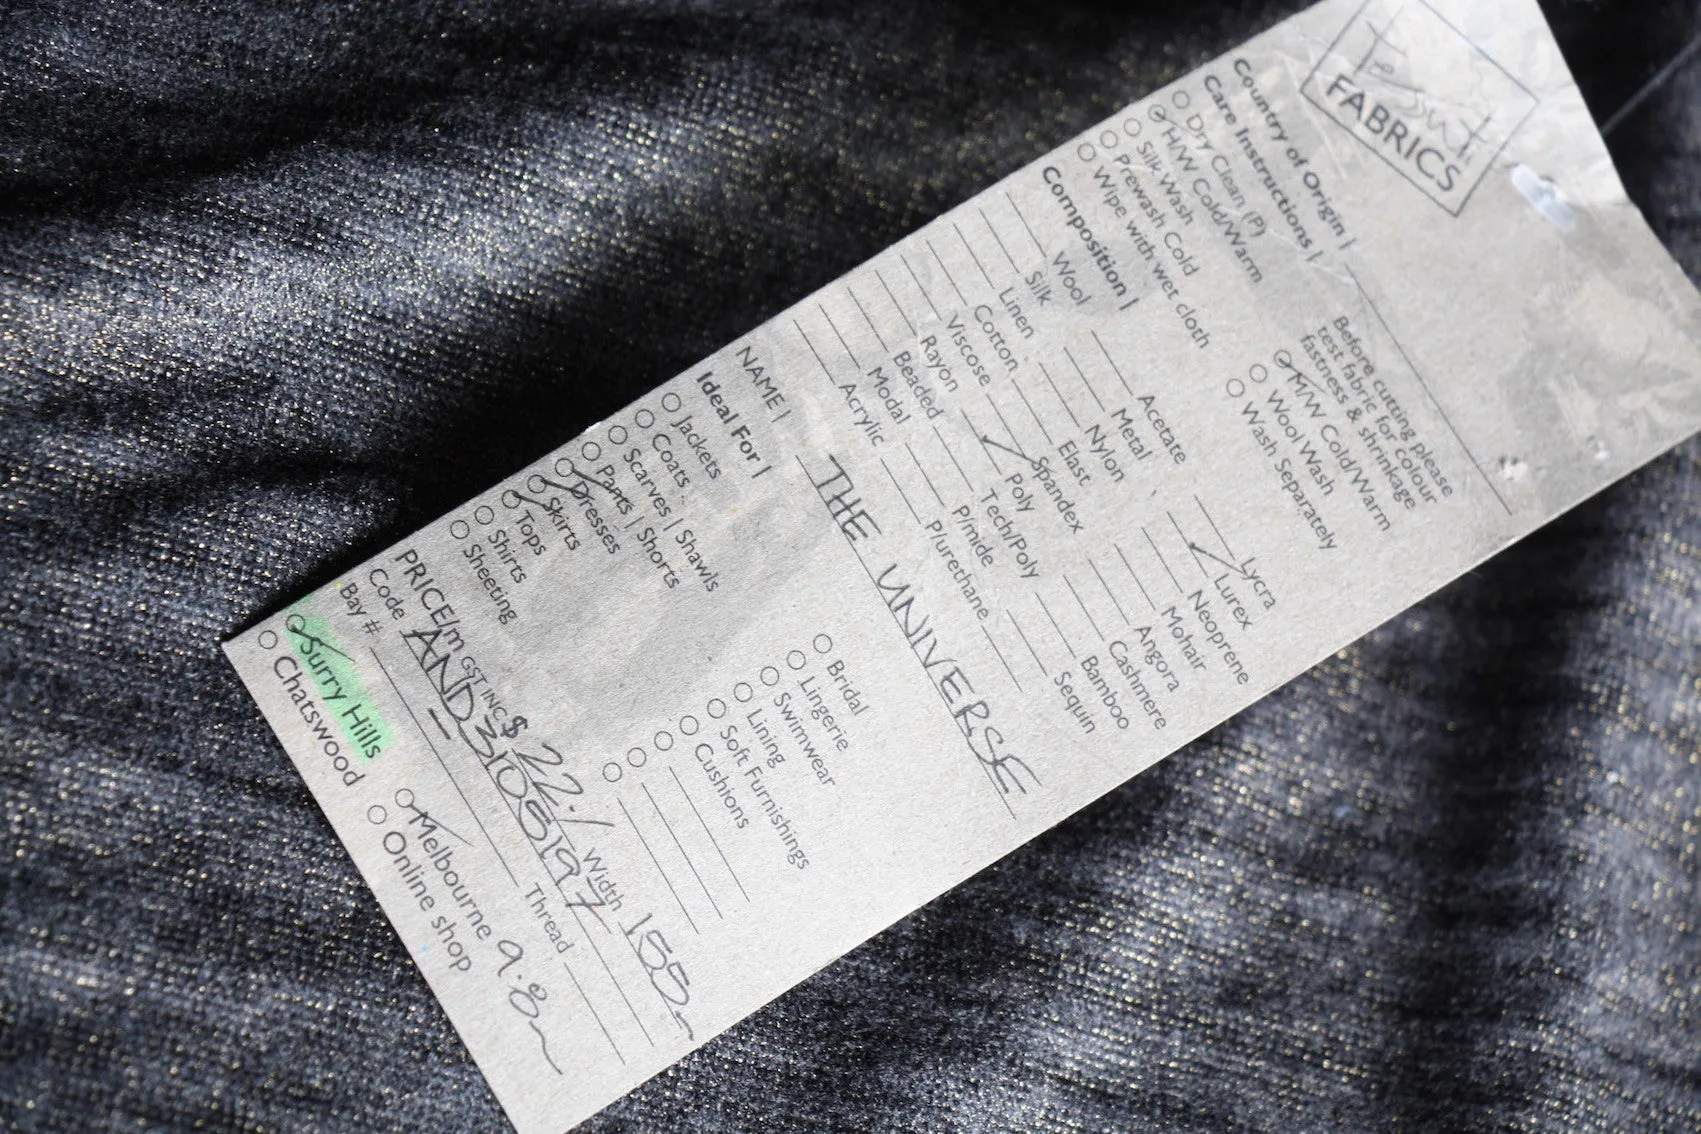 Tessuti
FABRICS
Country of Origin |
Care Instructions |
Dry Clean (P)
H/W Cold/Warm
Silk Wash
Prewash Cold
Wipe with wet cloth
Before cutting please
test fabric for colour
fastness & shrinkage
M/W Cold/Warm
Wool Wash
Wash Separately
Composition |
Wool Acetate Lycra
Silk Metal Lurex
Linen Nylon Neoprene
Cotton Elast Mohair
Viscose Spandex Angora
Rayon Poly Cashmere
Beaded Tech/Poly Bamboo
Modal P/mide Sequin
Acrylic P/urethane
NAME | THE UNIVERSE
Ideal For |
Jackets
Coats
Scarves | Shawls
Pants | Shorts
Dresses
Skirts
Tops
Shirts
Sheeting
Bridal
Lingerie
Swimwear
Lining
Soft Furnishings
Cushions
PRICE/m GST INC $ 22.1 Width 155m
Code AND3105197
Bay # Thread
Surry Hills Melbourne 9.8m
Chatswood Online shop